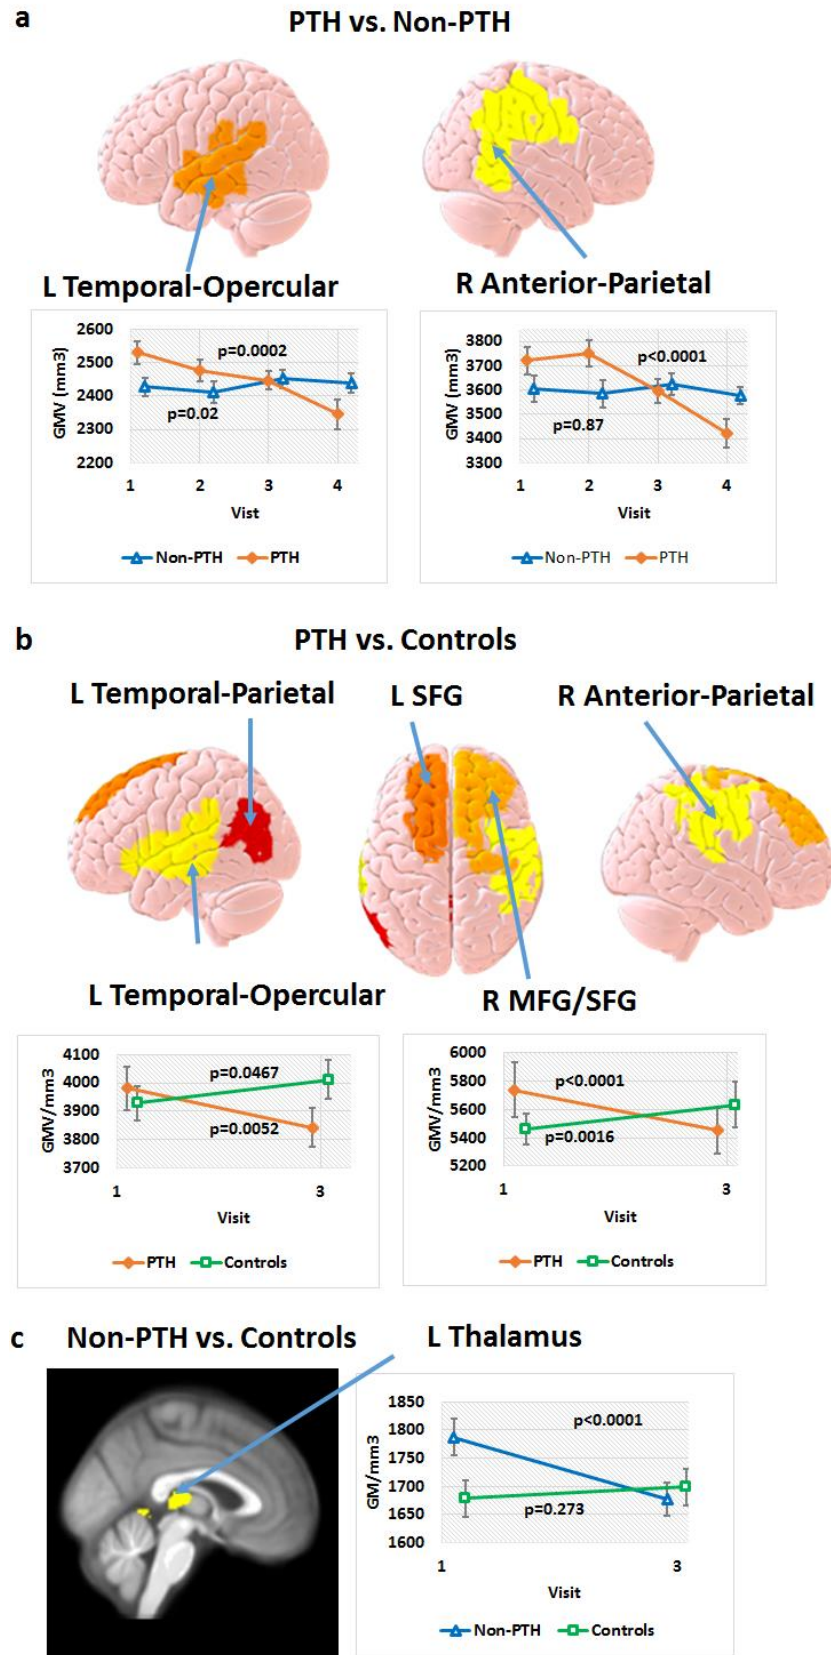 a
PTH vs. Non-PTH
L Temporal-Opercular
R Anterior-Parietal
2600
2500
2400
2300
2200
GMV (mm3)
p=0.0002
p=0.02
1 2 3 4
Vist
Non-PTH PTH
3800
3700
3600
3500
3400
3300
GMV (mm3)
p<0.0001
p=0.87
1 2 3 4
Visit
Non-PTH PTH
b
PTH vs. Controls
L Temporal-Parietal
L SFG
R Anterior-Parietal
L Temporal-Opercular
R MFG/SFG
4100
4000
3900
3800
3700
GMV/mm3
p=0.0467
p=0.0052
1 3
Visit
PTH Controls
6000
5800
5600
5400
5200
GMV/mm3
p<0.0001
p=0.0016
1 3
Visit
PTH Controls
c
Non-PTH vs. Controls
L Thalamus
1850
1800
1750
1700
1650
1600
GM/mm3
p<0.0001
p=0.273
1 3
Visit
Non-PTH Controls